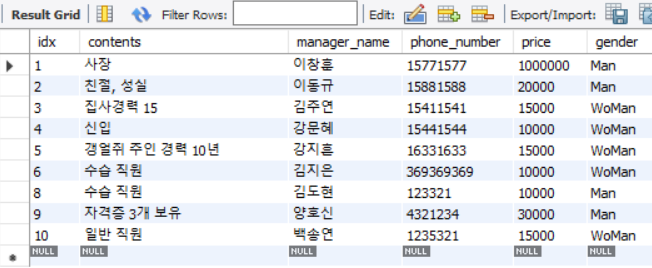 Result Grid Filter Rows: Edit: Export/Import:
idx contents manager_name phone_number price gender
1 사장 이창훈 15771577 1000000 Man
2 친절, 성실 이동규 15881588 20000 Man
3 집사경력 15 김주연 15411541 15000 WoMan
4 신입 강문혜 15441544 10000 WoMan
5 갱얼쥐 주인 경력 10년 강지훈 16331633 15000 WoMan
6 수습 직원 김지은 369369369 10000 WoMan
8 수습 직원 김도현 123321 10000 Man
9 자격증 3개 보유 양호신 4321234 30000 Man
10 일반 직원 백송연 1235321 15000 WoMan
NULL NULL NULL NULL NULL NULL